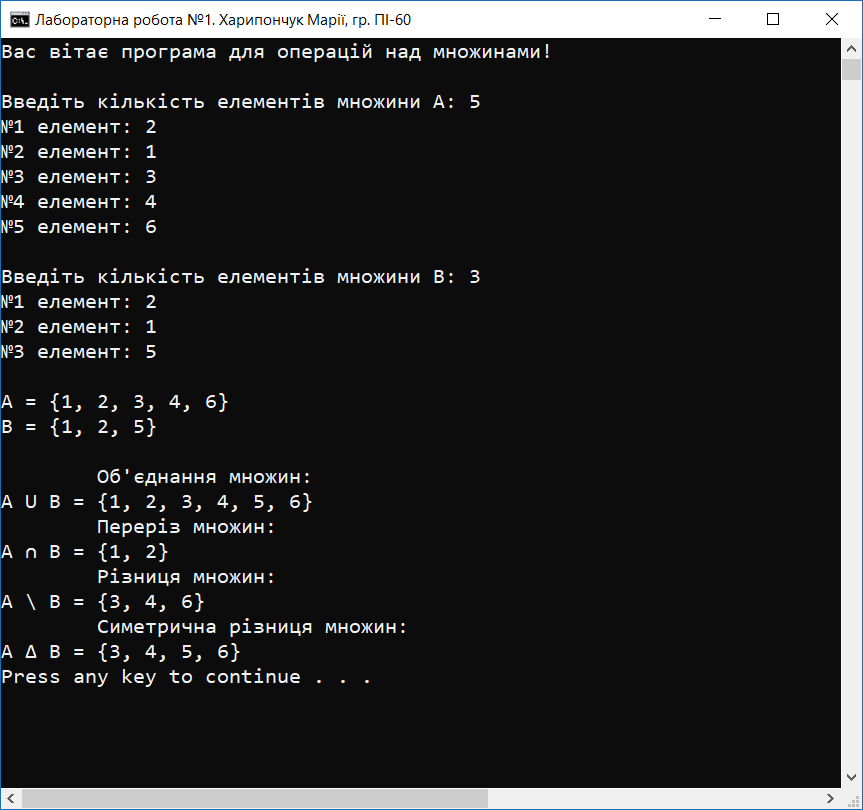 Лабораторна робота №1. Харипончук Марії, гр. ПІ-60
Вас вітає програма для операцій над множинами!
Введіть кількість елементів множини A: 5
№1 елемент: 2
№2 елемент: 1
№3 елемент: 3
№4 елемент: 4
№5 елемент: 6
Введіть кількість елементів множини B: 3
№1 елемент: 2
№2 елемент: 1
№3 елемент: 5
A = {1, 2, 3, 4, 6}
B = {1, 2, 5}
Об'єднання множин:
A U B = {1, 2, 3, 4, 5, 6}
Переріз множин:
A ∩ B = {1, 2}
Різниця множин:
A \ B = {3, 4, 6}
Симетрична різниця множин:
A Δ B = {3, 4, 5, 6}
Press any key to continue . . .